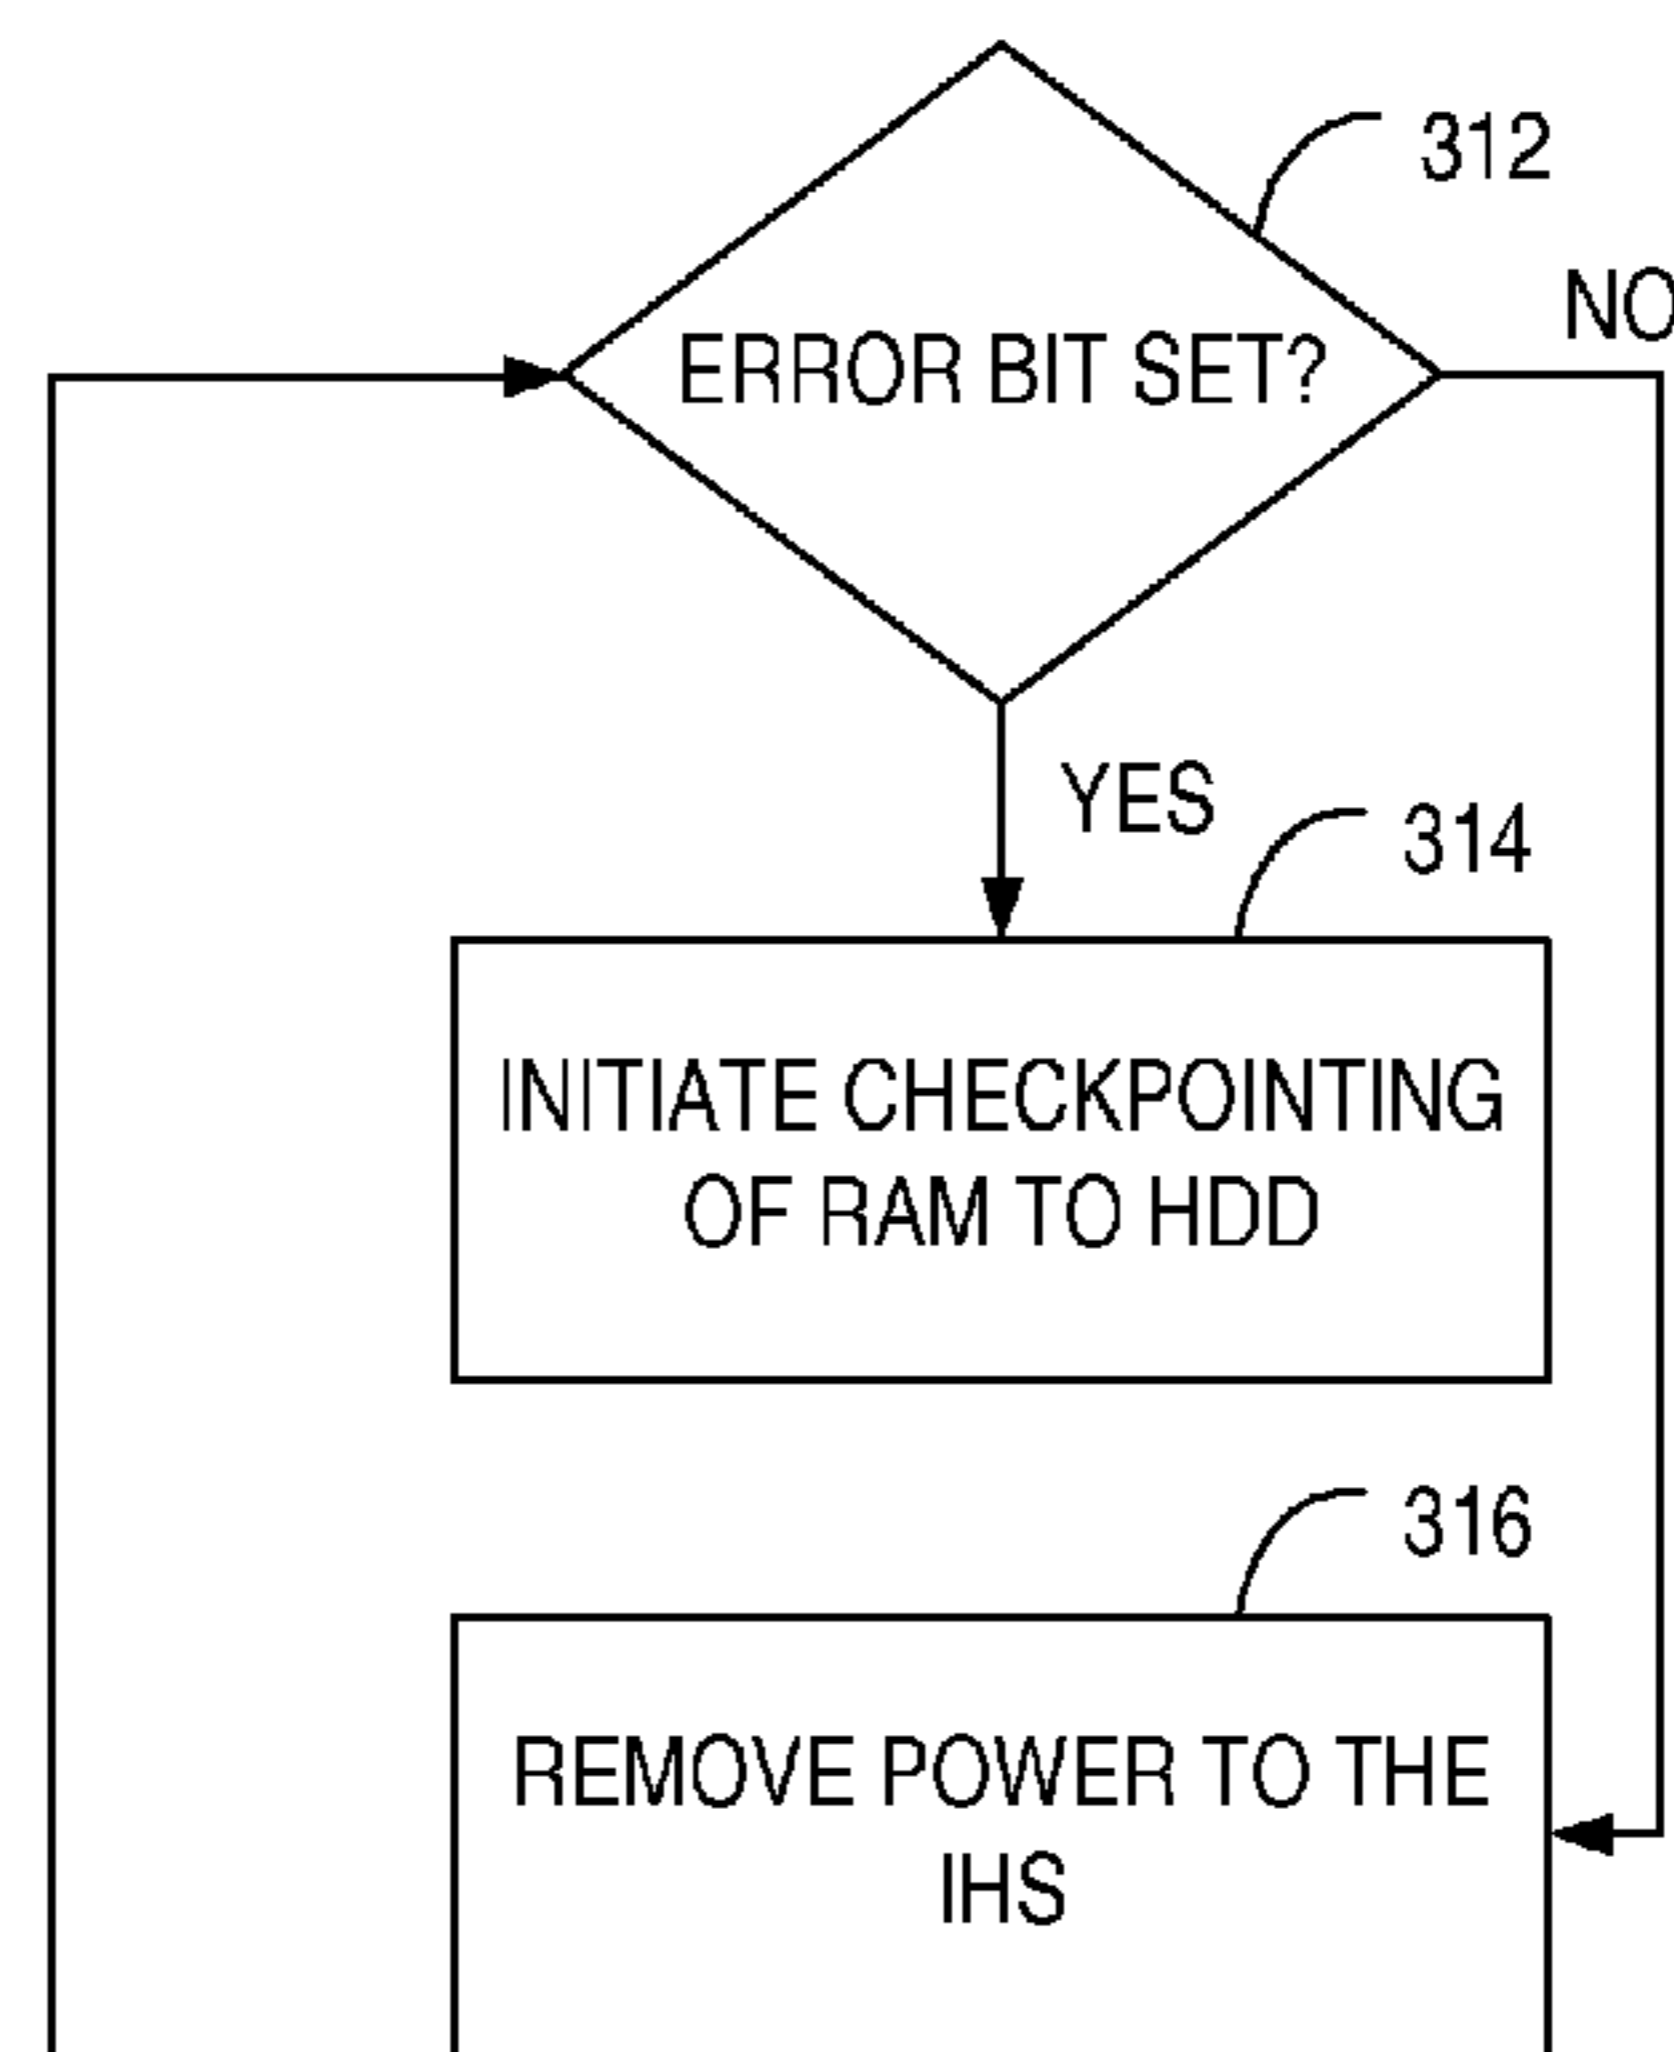 312
NO
ERROR BIT SET?
YES
314
INITIATE CHECKPOINTING
OF RAM TO HDD
316
REMOVE POWER TO THE
IHS